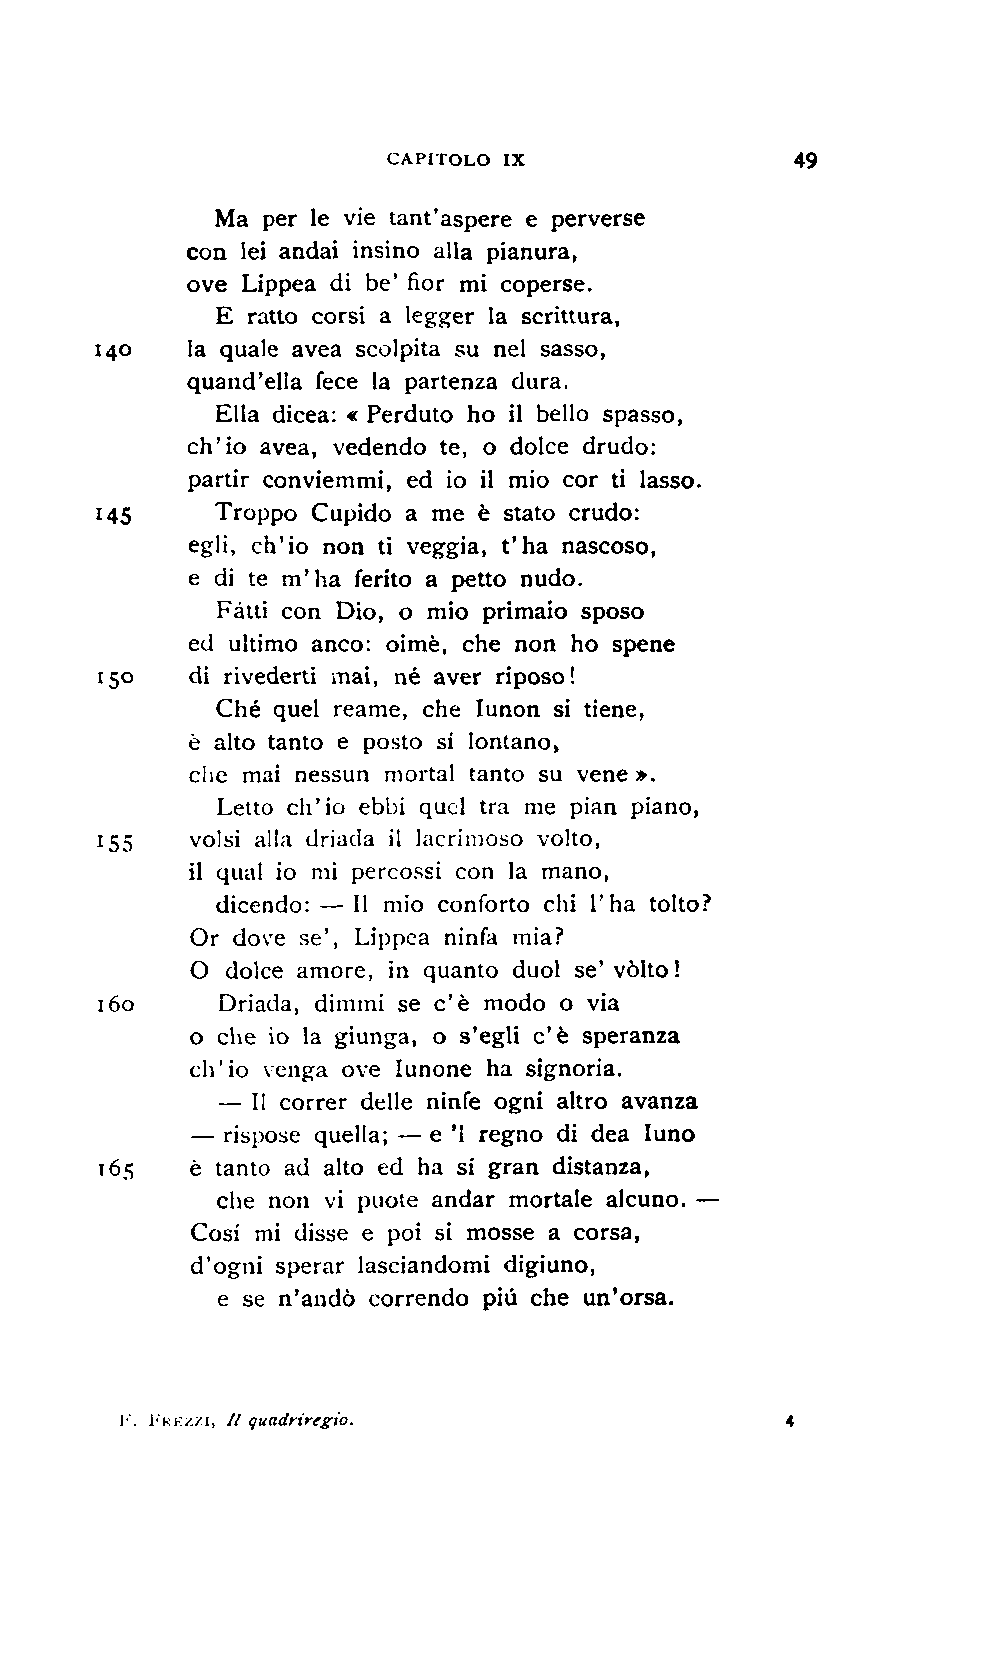 CAPITOLO IX 49
Ma per le vie tant'aspere e perverse
con lei andai insino alla pianura,
ove Lippea di be' fior mi coperse.
E ratto corsi a legger la scrittura,
140 la quale avea scolpita su nel sasso,
quand'ella fece la partenza dura.
Ella dicea: « Perduto ho il bello spasso,
ch'io avea, vedendo te, o dolce drudo:
partir conviemmi, ed io il mio cor ti lasso.
145 Troppo Cupido a me è stato crudo:
egli, ch'io non ti veggia, t'ha nascoso,
e di te m'ha ferito a petto nudo.
Fátti con Dio, o mio primaio sposo
ed ultimo anco: oimè, che non ho spene
150 di rivederti mai, né aver riposo!
Ché quel reame, che Iunon si tiene,
è alto tanto e posto sí lontano,
che mai nessun mortal tanto su vene ».
Letto ch'io ebbi quel tra me pian piano,
155 volsi alla driada il lacrimoso volto,
il qual io mi percossi con la mano,
dicendo: — Il mio conforto chi l'ha tolto?
Or dove se', Lippea ninfa mia?
O dolce amore, in quanto duol se' vòlto!
160 Driada, dimmi se c'è modo o via
o che io la giunga, o s'egli c'è speranza
ch'io venga ove Iunone ha signoria.
— Il correr delle ninfe ogni altro avanza
— rispose quella; — e 'l regno di dea Iuno
165 è tanto ad alto ed ha sí gran distanza,
che non vi puote andar mortale alcuno. —
Cosí mi disse e poi si mosse a corsa,
d'ogni sperar lasciandomi digiuno,
e se n'andò correndo piú che un'orsa.
F. FREZZI, Il quadriregio. 4